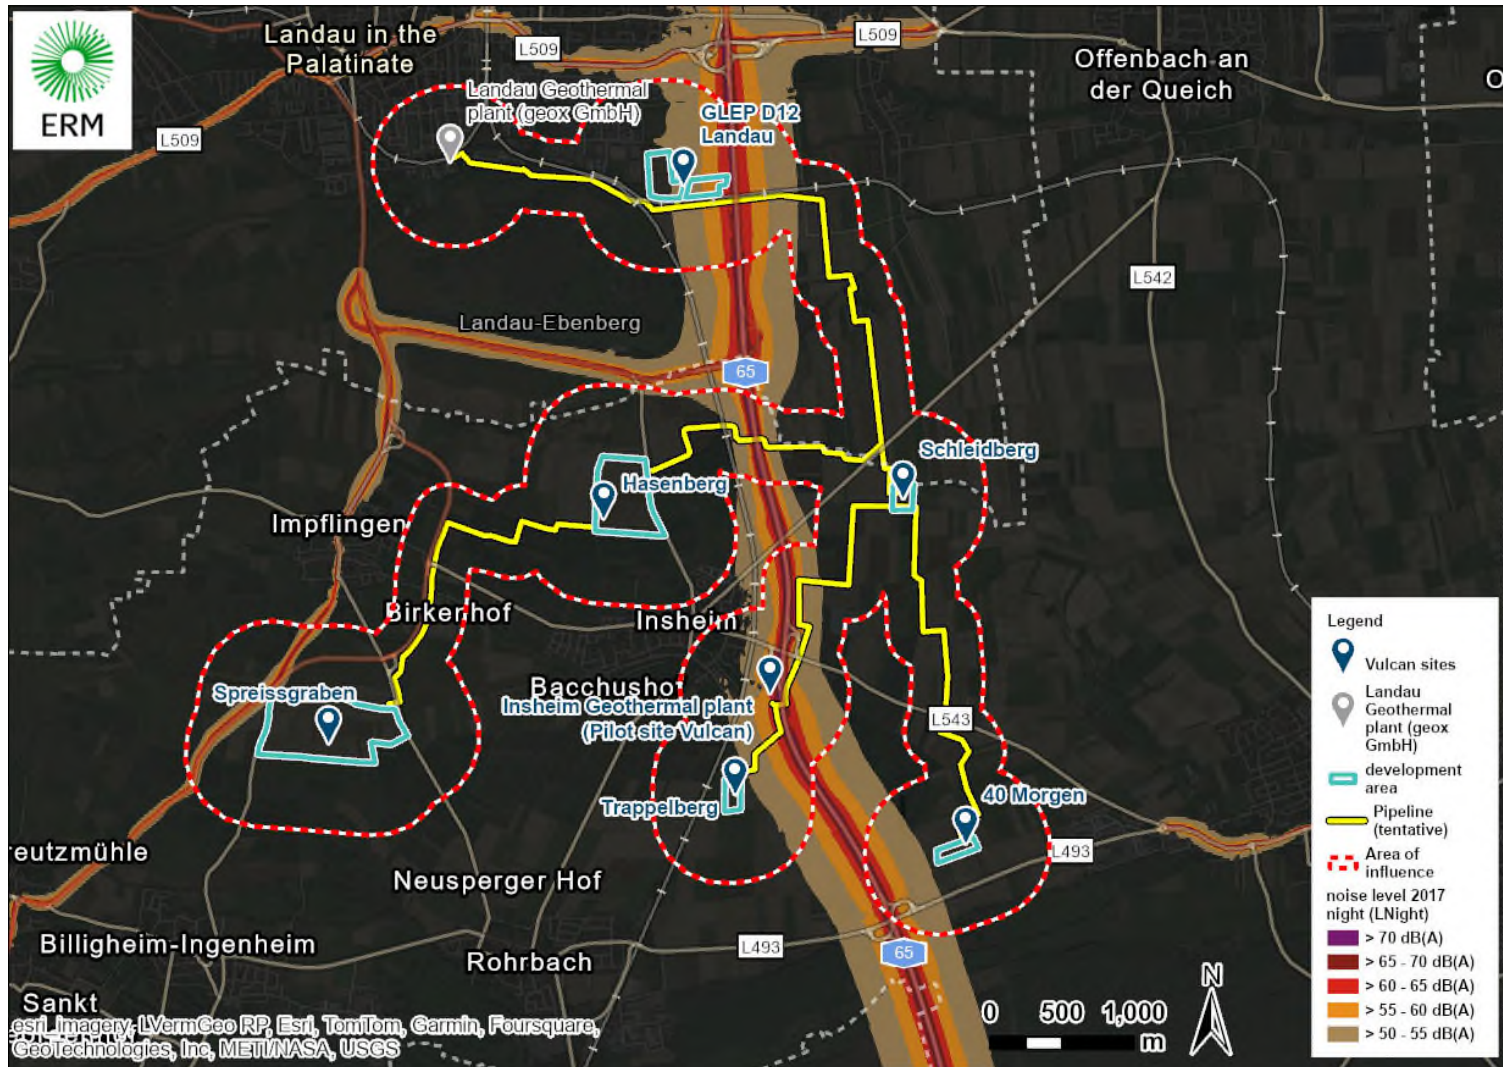 ERM
Landau in the
Palatinate
L509
L509
L509
Offenbach an
der Queich
O
Landau Geothermal
plant (geox GmbH)
GLEP D12
Landau
L542
Landau-Ebenberg
65
Schleidberg
Hasenberg
Impflingen
Birkenhof
Insheim
Bacchusho
Spreissgraben
Insheim Geothermal plant
(Pilot site Vulcan)
L543
Trappelberg
40 Morgen
L493
reutzmühle
Neusperger Hof
Billigheim-Ingenheim
Rohrbach
L493
65
Sankt
esri_Imagery, LVermGeo RP, Esri, TomTom, Garmin, Foursquare,
GeoTechnologies, Inc, METI/NASA, USGS
N
0 500 1,000
m
Legend
Vulcan sites
Landau
Geothermal
plant (geox
GmbH)
development
area
Pipeline
(tentative)
Area of
influence
noise level 2017
night (LNight)
> 70 dB(A)
> 65 - 70 dB(A)
> 60 - 65 dB(A)
> 55 - 60 dB(A)
> 50 - 55 dB(A)